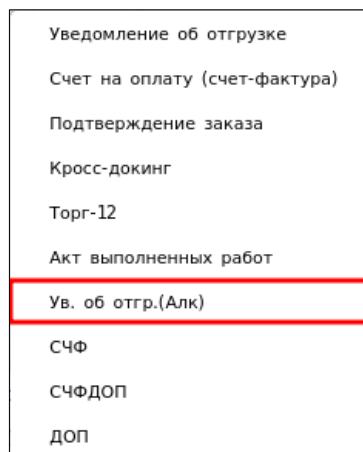 Уведомление об отгрузке
Счет на оплату (счет-фактура)
Подтверждение заказа
Кросс-докинг
Торг-12
Акт выполненных работ
Ув. об отгр.(Алк)
СЧФ
СЧФДОП
ДОП